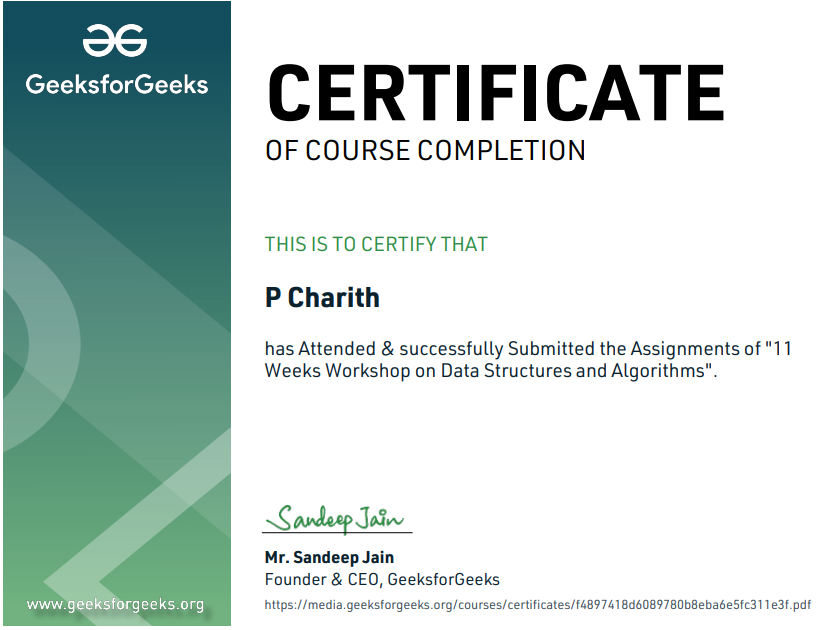 GeeksforGeeks
CERTIFICATE
OF COURSE COMPLETION
THIS IS TO CERTIFY THAT
P Charith
has Attended & successfully Submitted the Assignments of "11
Weeks Workshop on Data Structures and Algorithms".
Sandeep Jain
Mr. Sandeep Jain
Founder & CEO, GeeksforGeeks
https://media.geeksforgeeks.org/courses/certificates/f4897418d6089780b8eba6e5fc311e3f.pdf
www.geeksforgeeks.org